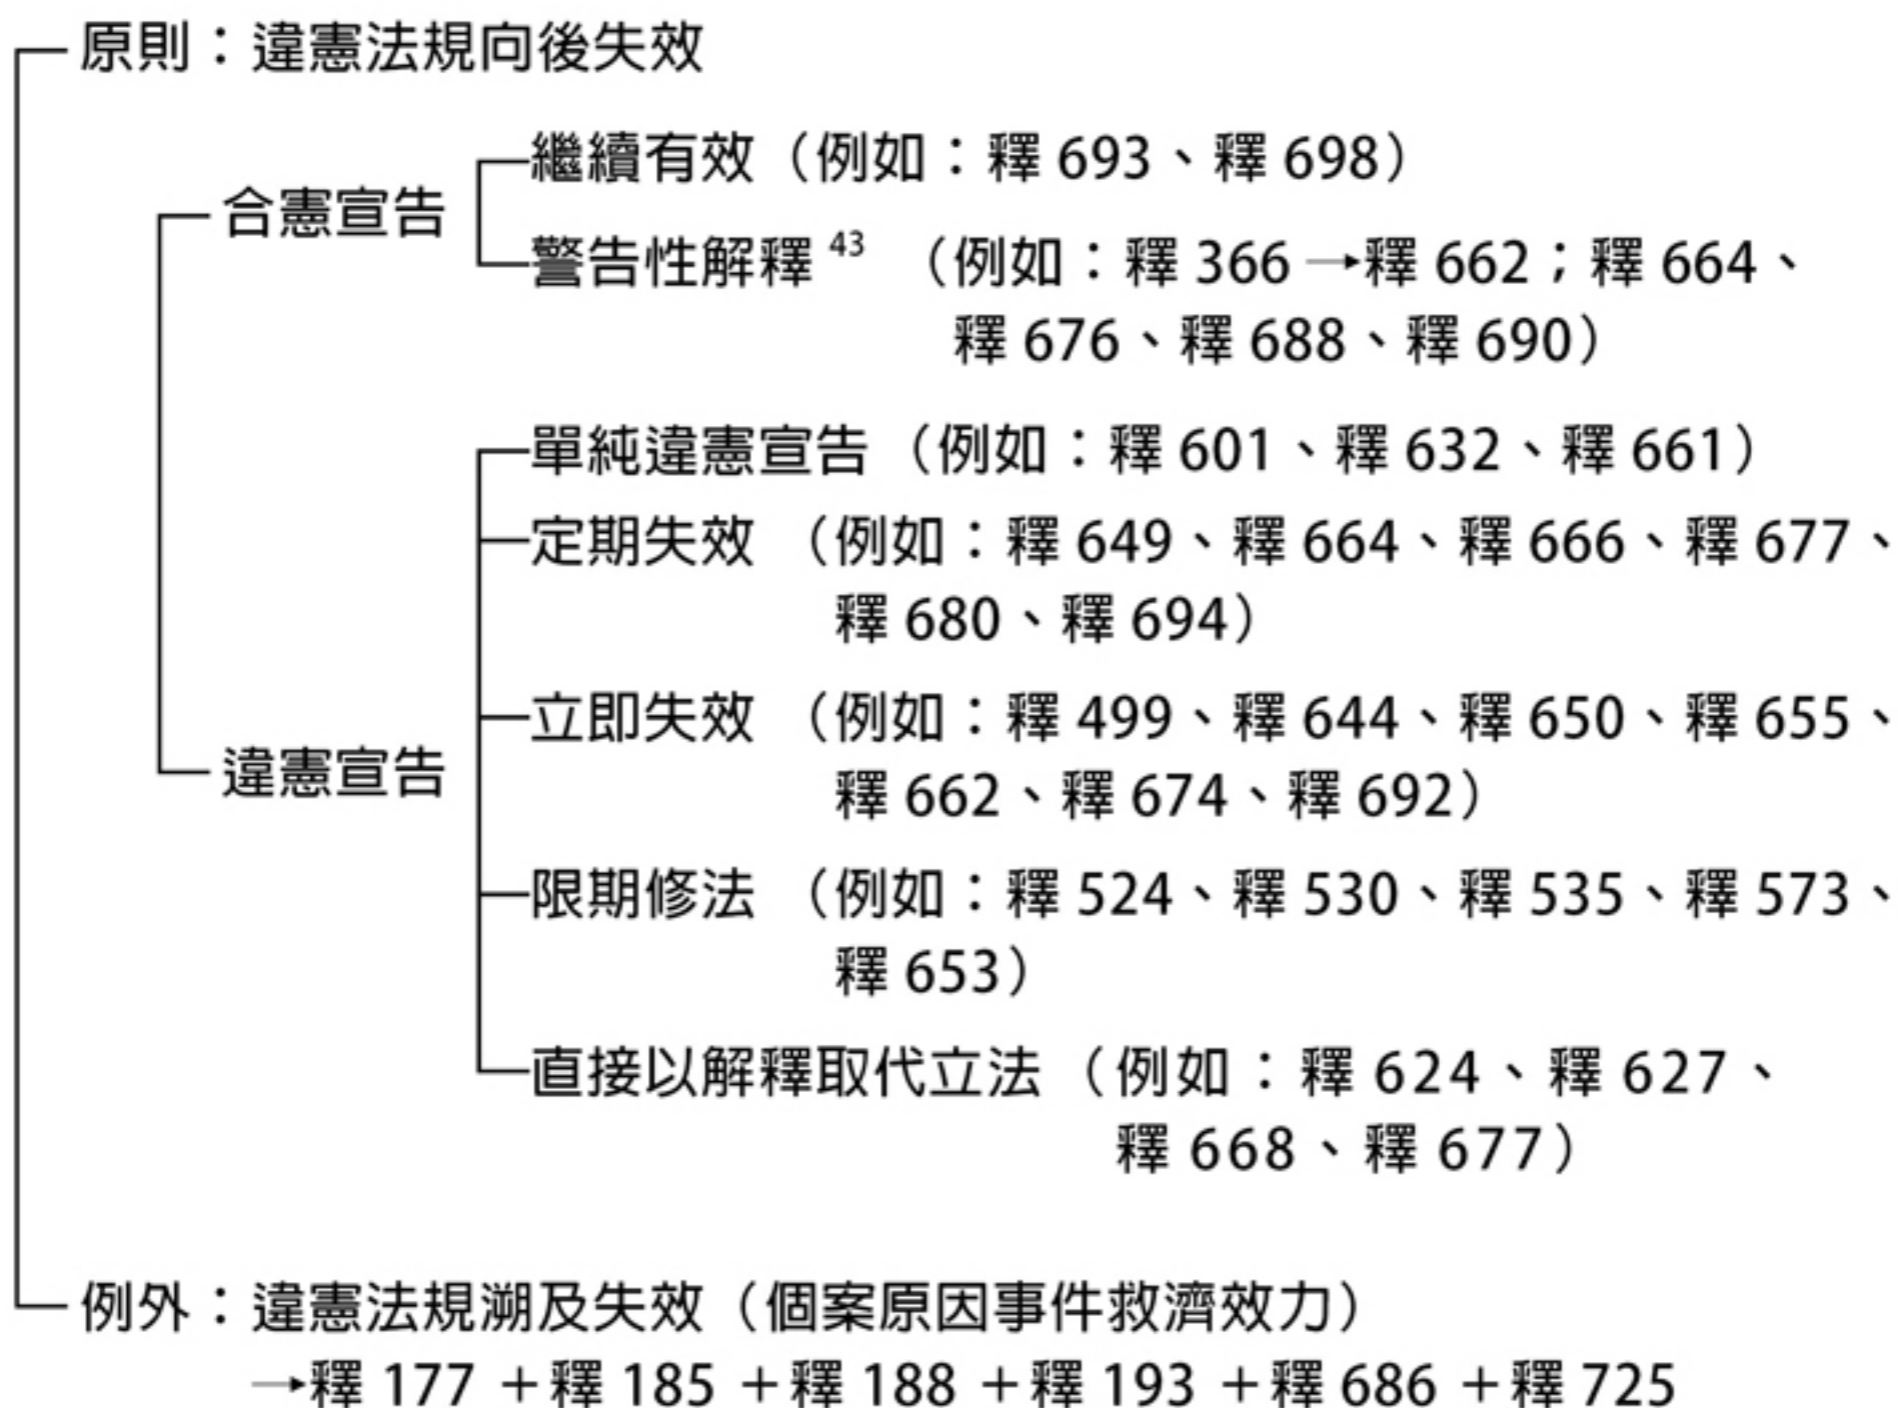 原則：違憲法規向後失效
合憲宣告
繼續有效（例如：釋 693、釋 698）
警告性解釋 43 （例如：釋 366 →釋 662；釋 664、
釋 676、釋 688、釋 690）
違憲宣告
單純違憲宣告（例如：釋 601、釋 632、釋 661）
定期失效 （例如：釋 649、釋 664、釋 666、釋 677、
釋 680、釋 694）
立即失效 （例如：釋 499、釋 644、釋 650、釋 655、
釋 662、釋 674、釋 692）
限期修法 （例如：釋 524、釋 530、釋 535、釋 573、
釋 653）
直接以解釋取代立法（例如：釋 624、釋 627、
釋 668、釋 677）
例外：違憲法規溯及失效（個案原因事件救濟效力）
→釋 177 ＋釋 185 ＋釋 188 ＋釋 193 ＋釋 686 ＋釋 725